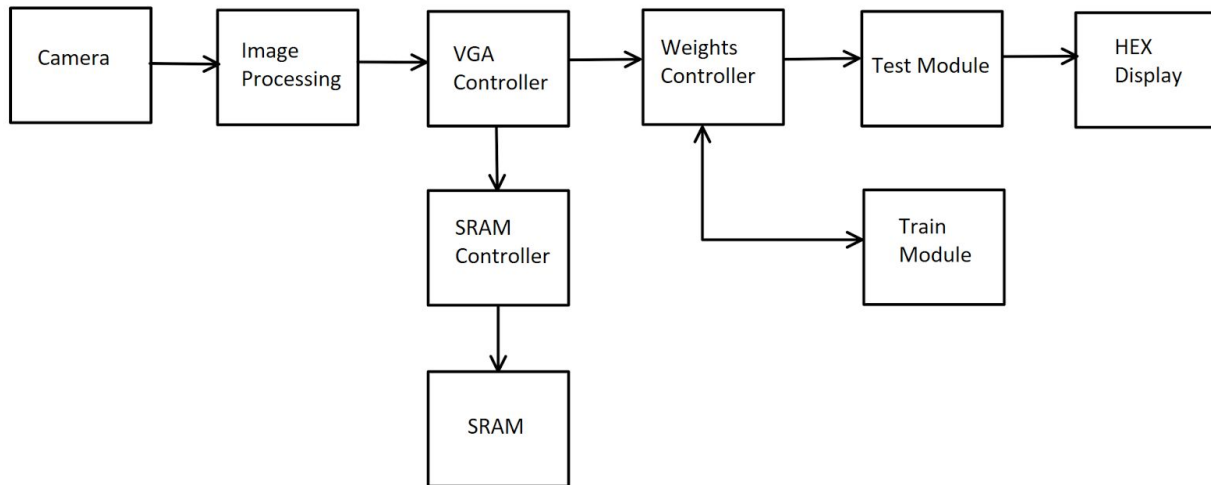 Camera
Image
Processing
VGA
Controller
Weights
Controller
Test Module
HEX
Display
SRAM
Controller
Train
Module
SRAM